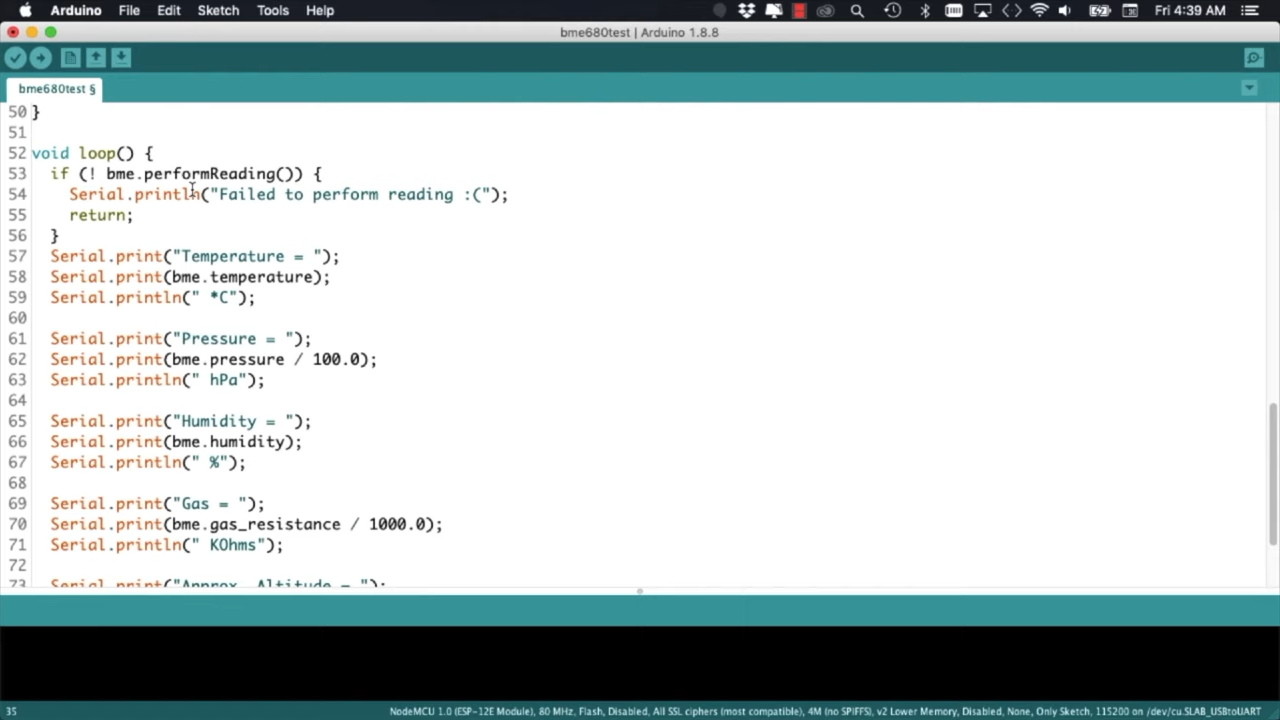 Arduino File Edit Sketch Tools Help Fri 4:39 AM
bme680test | Arduino 1.8.8
bme680test §
50 }
51
52 void loop() {
53 if (! bme.performReading()) {
54 Serial.println("Failed to perform reading :(");
55 return;
56 }
57 Serial.print("Temperature = ");
58 Serial.print(bme.temperature);
59 Serial.println(" *C");
60
61 Serial.print("Pressure = ");
62 Serial.print(bme.pressure / 100.0);
63 Serial.println(" hPa");
64
65 Serial.print("Humidity = ");
66 Serial.print(bme.humidity);
67 Serial.println(" %");
68
69 Serial.print("Gas = ");
70 Serial.print(bme.gas_resistance / 1000.0);
71 Serial.println(" KOhms");
72
73 Serial.print("Approx. Altitude = ");
35 NodeMCU 1.0 (ESP-12E Module), 80 MHz, Flash, Disabled, All SSL ciphers (most compatible), 4M (no SPIFFS), v2 Lower Memory, Disabled, None, Only Sketch, 115200 on /dev/cu.SLAB_USBtoUART